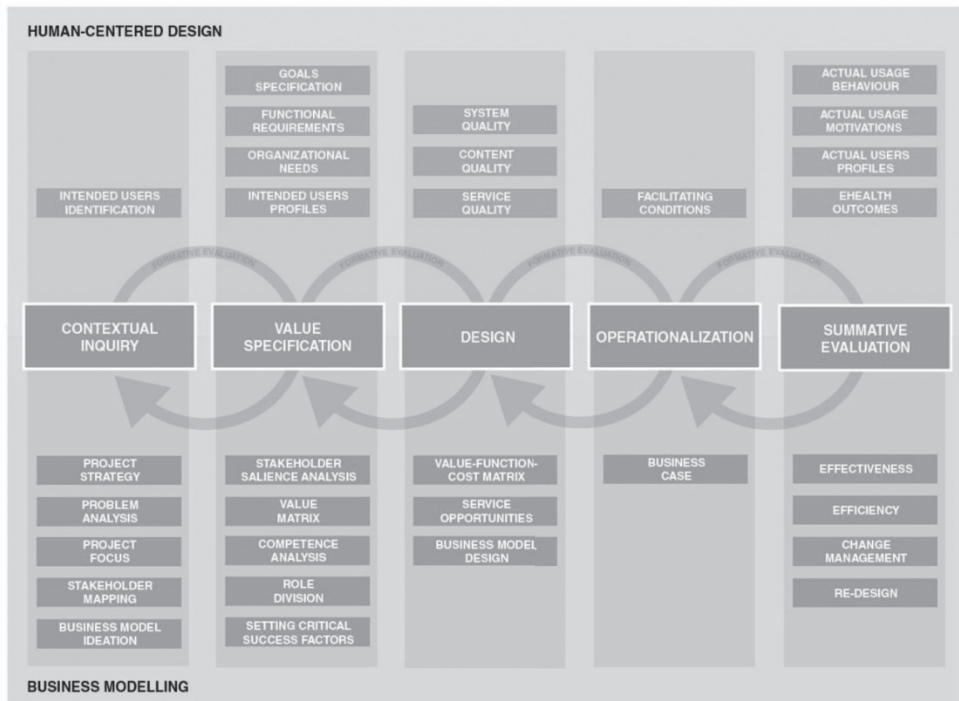 HUMAN-CENTERED DESIGN
INTENDED USERS
IDENTIFICATION
GOALS
SPECIFICATION
FUNCTIONAL
REQUIREMENTS
ORGANIZATIONAL
NEEDS
INTENDED USERS
PROFILES
SYSTEM
QUALITY
CONTENT
QUALITY
SERVICE
QUALITY
FACILITATING
CONDITIONS
ACTUAL USAGE
BEHAVIOUR
ACTUAL USAGE
MOTIVATIONS
ACTUAL USERS
PROFILES
EHEALTH
OUTCOMES
FORMATIVE EVALUATION
FORMATIVE EVALUATION
FORMATIVE EVALUATION
FORMATIVE EVALUATION
CONTEXTUAL
INQUIRY
VALUE
SPECIFICATION
DESIGN
OPERATIONALIZATION
SUMMATIVE
EVALUATION
PROJECT
STRATEGY
PROBLEM
ANALYSIS
PROJECT
FOCUS
STAKEHOLDER
MAPPING
BUSINESS MODEL
IDEATION
STAKEHOLDER
SALIENCE ANALYSIS
VALUE
MATRIX
COMPETENCE
ANALYSIS
ROLE
DIVISION
SETTING CRITICAL
SUCCESS FACTORS
VALUE-FUNCTION-
COST MATRIX
SERVICE
OPPORTUNITIES
BUSINESS MODEL
DESIGN
BUSINESS
CASE
EFFECTIVENESS
EFFICIENCY
CHANGE
MANAGEMENT
RE-DESIGN
BUSINESS MODELLING